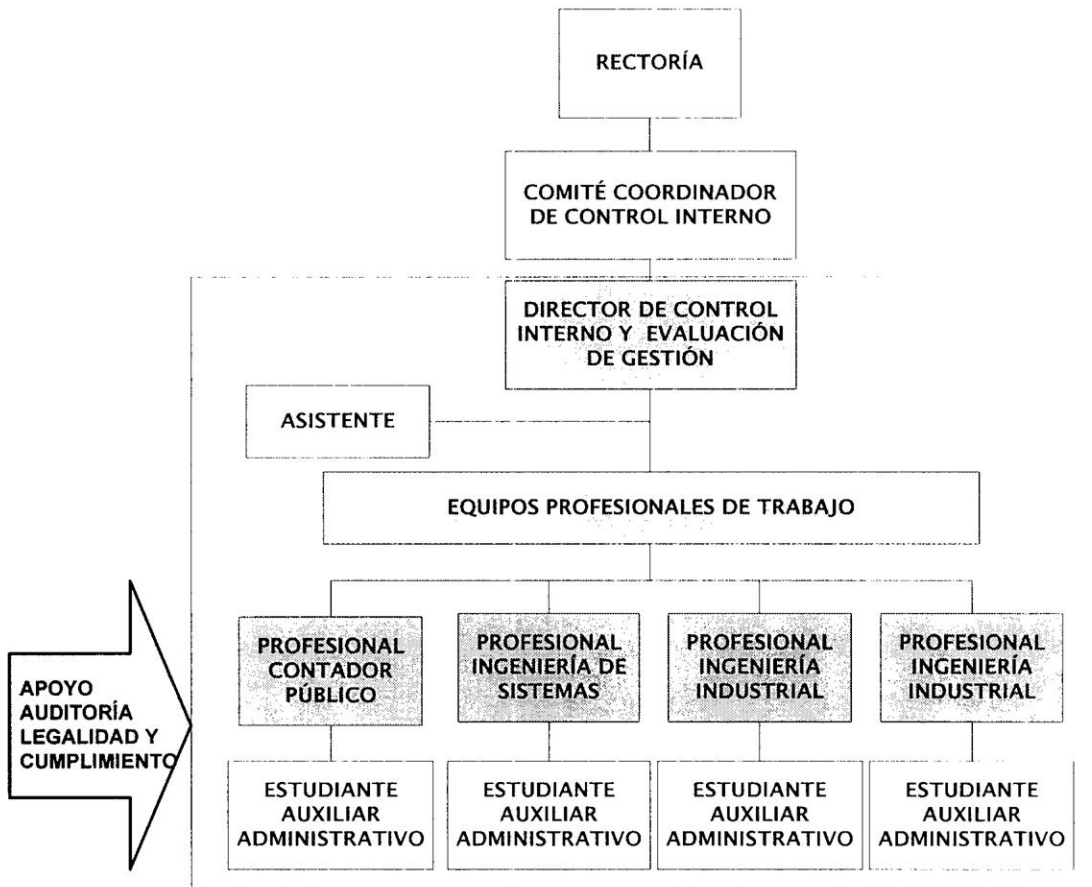 RECTORÍA
COMITÉ COORDINADOR
DE CONTROL INTERNO
DIRECTOR DE CONTROL
INTERNO Y EVALUACIÓN
DE GESTIÓN
ASISTENTE
EQUIPOS PROFESIONALES DE TRABAJO
PROFESIONAL
CONTADOR
PÚBLICO
PROFESIONAL
INGENIERÍA DE
SISTEMAS
PROFESIONAL
INGENIERÍA
INDUSTRIAL
PROFESIONAL
INGENIERÍA
INDUSTRIAL
APOYO
AUDITORÍA
LEGALIDAD Y
CUMPLIMIENTO
ESTUDIANTE
AUXILIAR
ADMINISTRATIVO
ESTUDIANTE
AUXILIAR
ADMINISTRATIVO
ESTUDIANTE
AUXILIAR
ADMINISTRATIVO
ESTUDIANTE
AUXILIAR
ADMINISTRATIVO